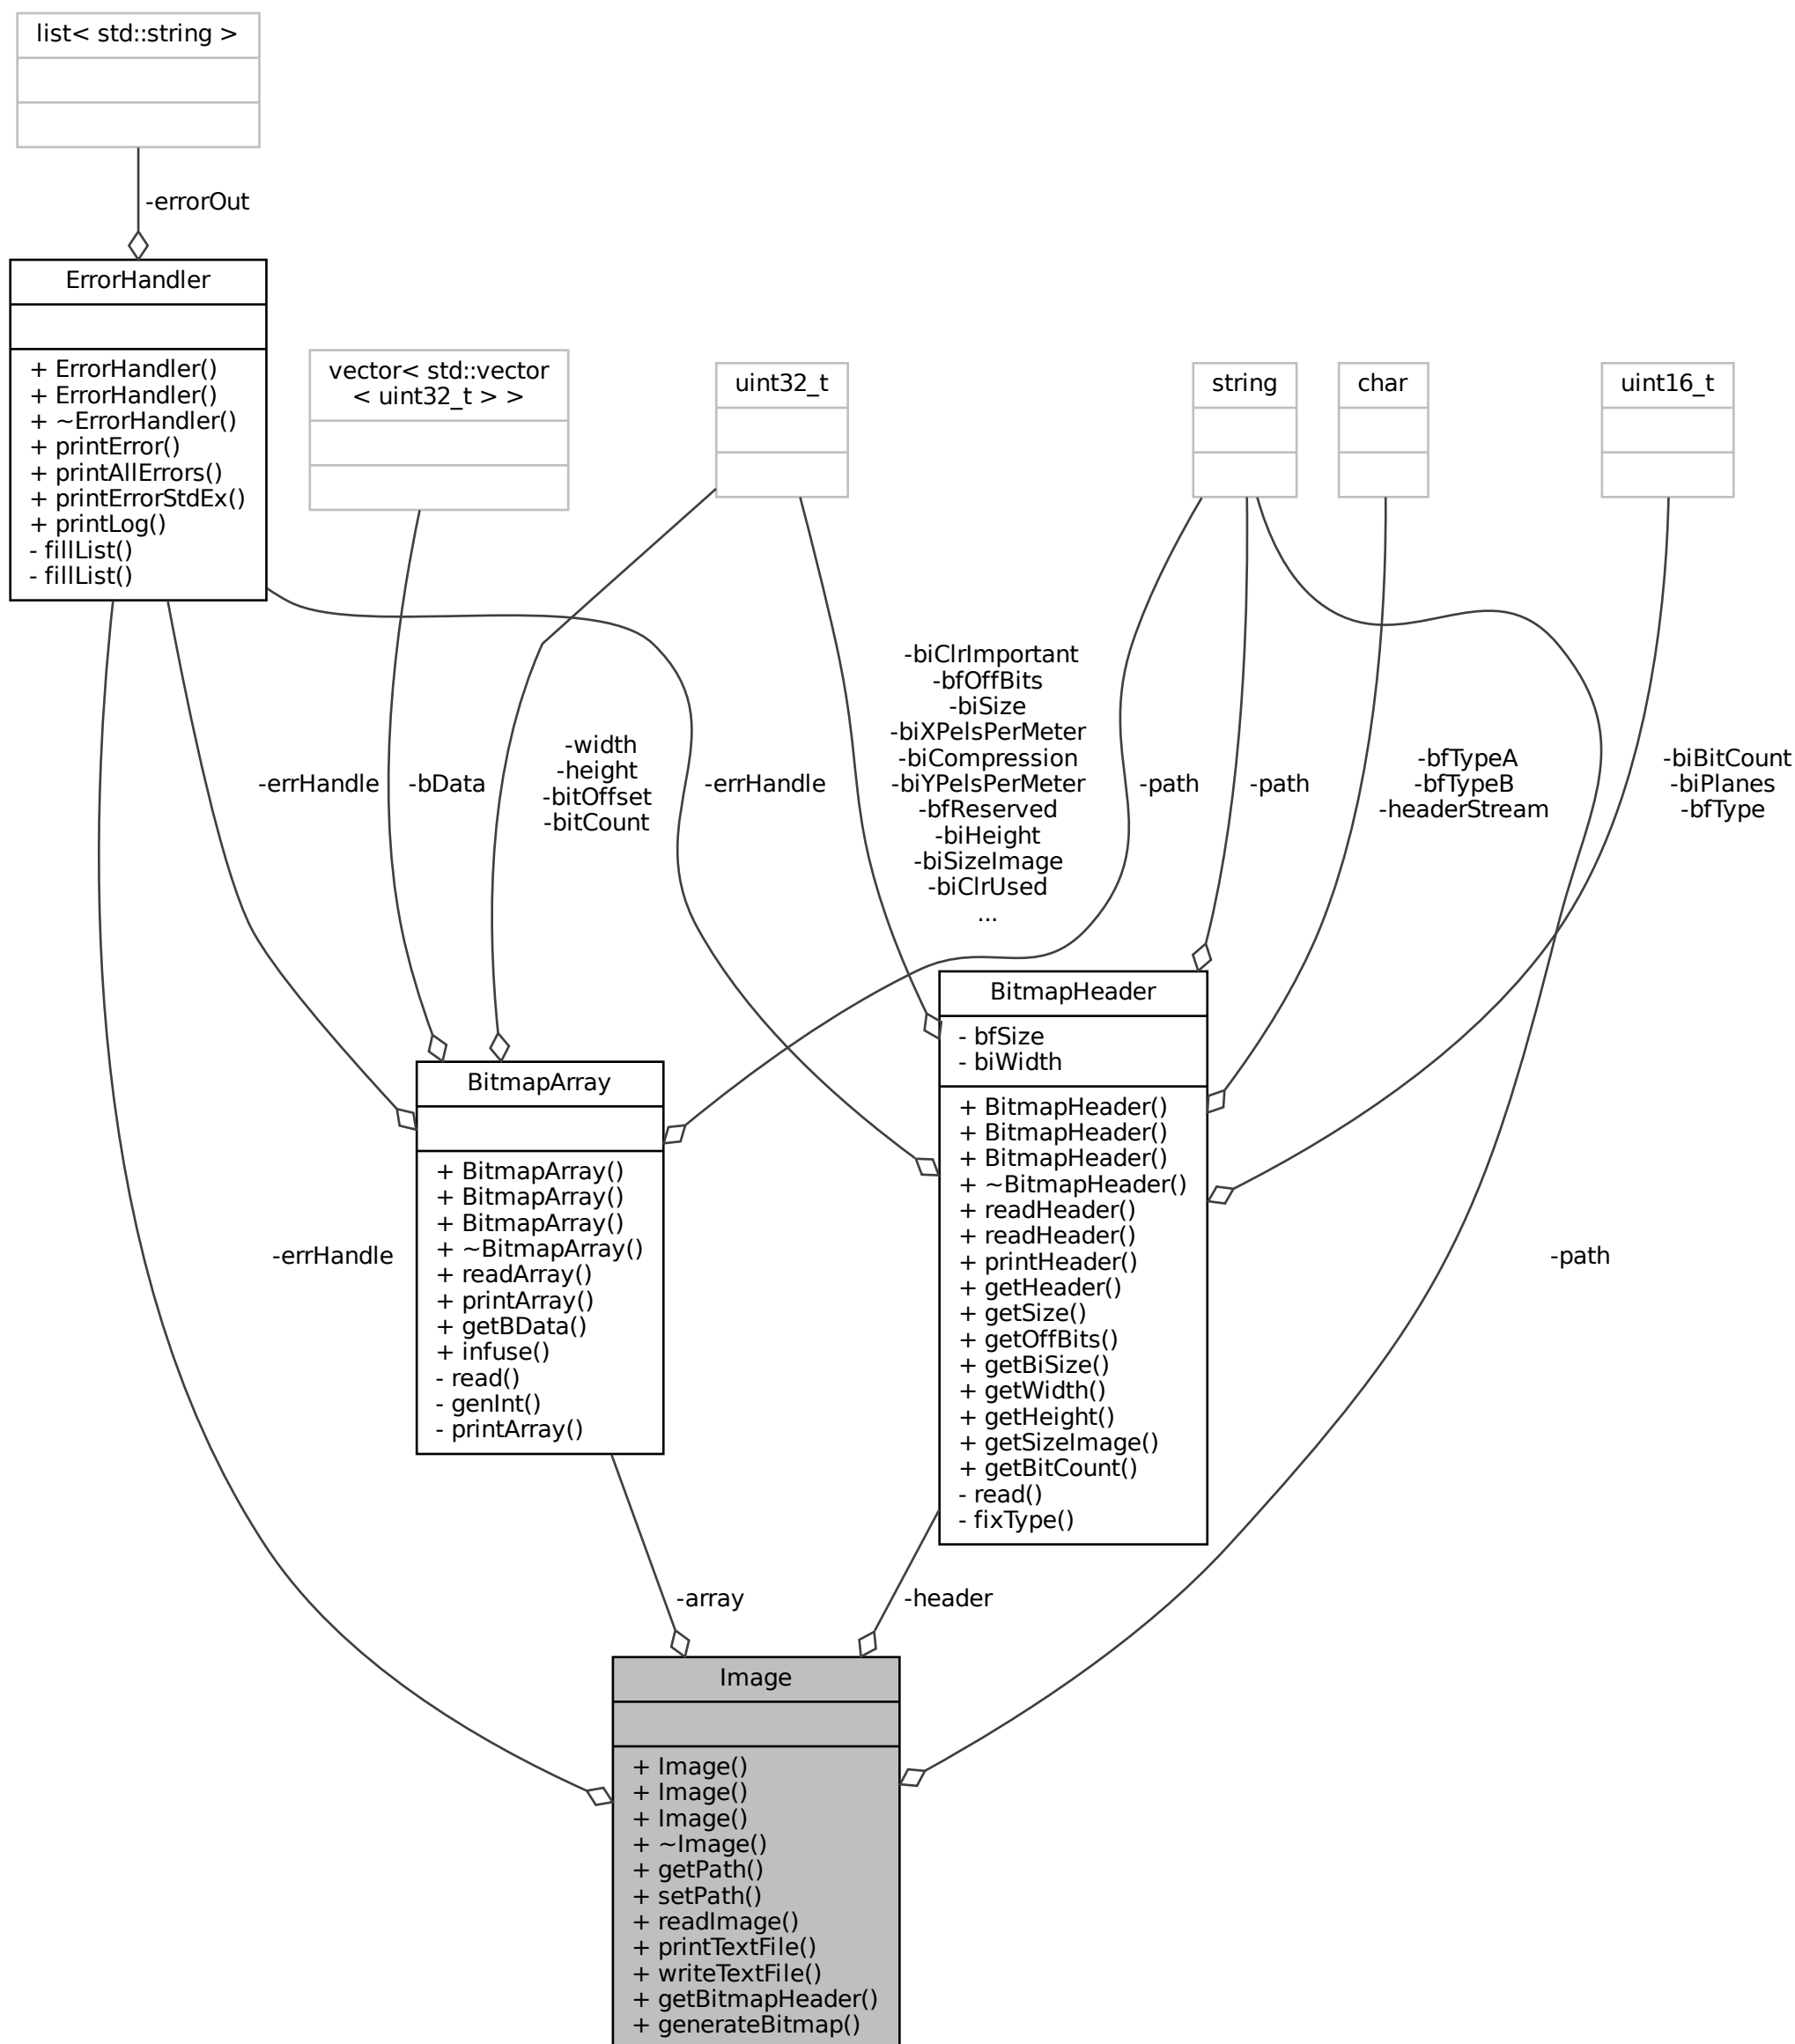 list< std::string >
-errorOut
ErrorHandler
+ ErrorHandler()
+ ErrorHandler()
+ ~ErrorHandler()
+ printError()
+ printAllErrors()
+ printErrorStdEx()
+ printLog()
- fillList()
- fillList()
vector< std::vector
< uint32_t > >
uint32_t
string
char
uint16_t
-errHandle
-bData
-width
-height
-bitOffset
-bitCount
-errHandle
-biClrImportant
-bfOffBits
-biSize
-biXPelsPerMeter
-biCompression
-biYPelsPerMeter
-bfReserved
-biHeight
-biSizeImage
-biClrUsed
...
-path
-path
-bfTypeA
-bfTypeB
-headerStream
-biBitCount
-biPlanes
-bfType
BitmapArray
+ BitmapArray()
+ BitmapArray()
+ BitmapArray()
+ ~BitmapArray()
+ readArray()
+ printArray()
+ getBData()
+ infuse()
- read()
- genInt()
- printArray()
BitmapHeader
- bfSize
- biWidth
+ BitmapHeader()
+ BitmapHeader()
+ BitmapHeader()
+ ~BitmapHeader()
+ readHeader()
+ readHeader()
+ printHeader()
+ getHeader()
+ getSize()
+ getOffBits()
+ getBiSize()
+ getWidth()
+ getHeight()
+ getSizeImage()
+ getBitCount()
- read()
- fixType()
-errHandle
-path
-array
-header
Image
+ Image()
+ Image()
+ Image()
+ ~Image()
+ getPath()
+ setPath()
+ readImage()
+ printTextFile()
+ writeTextFile()
+ getBitmapHeader()
+ generateBitmap()